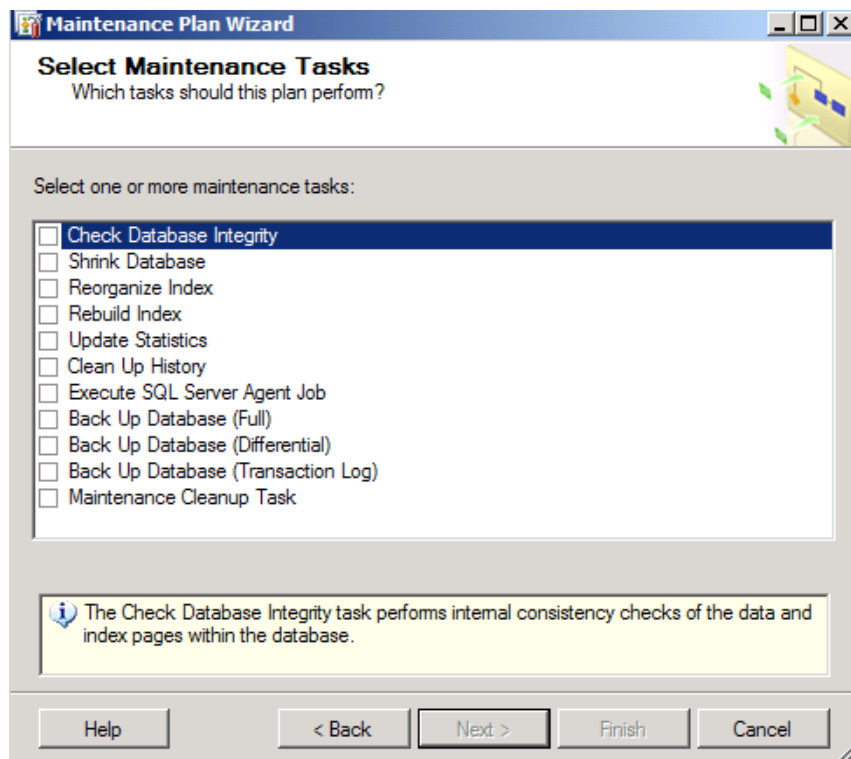 Maintenance Plan Wizard
Select Maintenance Tasks
Which tasks should this plan perform?
Select one or more maintenance tasks:
Check Database Integrity
Shrink Database
Reorganize Index
Rebuild Index
Update Statistics
Clean Up History
Execute SQL Server Agent Job
Back Up Database (Full)
Back Up Database (Differential)
Back Up Database (Transaction Log)
Maintenance Cleanup Task
The Check Database Integrity task performs internal consistency checks of the data and
index pages within the database.
Help
< Back
Next >
Finish
Cancel